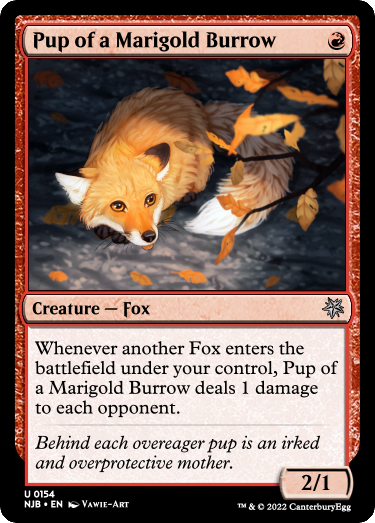 Pup of a Marigold Burrow
Creature — Fox
Whenever another Fox enters the
battlefield under your control, Pup of
a Marigold Burrow deals 1 damage
to each opponent.
Behind each overeager pup is an irked
and overprotective mother.
2/1
U 0154
NJB • EN Vawie-Art
™ & © 2022 CanterburyEgg